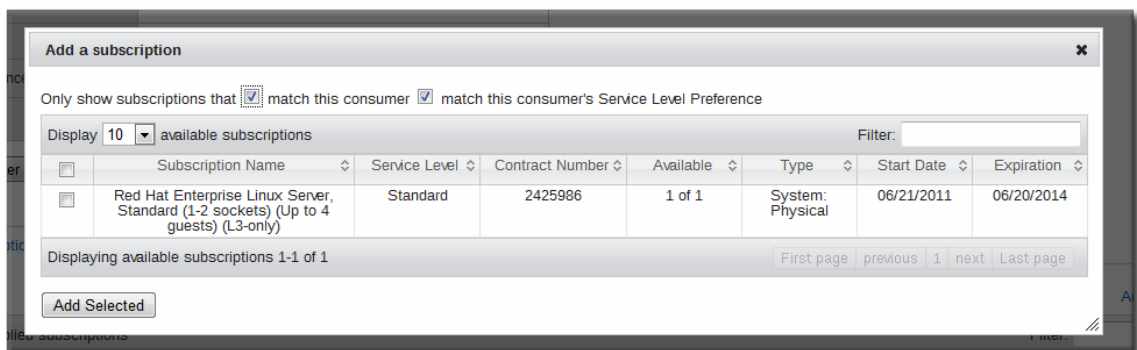 Add a subscription
Only show subscriptions that match this consumer match this consumer's Service Level Preference
Display 10 available subscriptions Filter:
Subscription Name Service Level Contract Number Available Type Start Date Expiration
Red Hat Enterprise Linux Server, Standard 2425986 1 of 1 System: 06/21/2011 06/20/2014
Standard (1-2 sockets) (Up to 4 Physical
guests) (L3-only)
Displaying available subscriptions 1-1 of 1 First page previous 1 next Last page
Add Selected
subscriptions Filter: